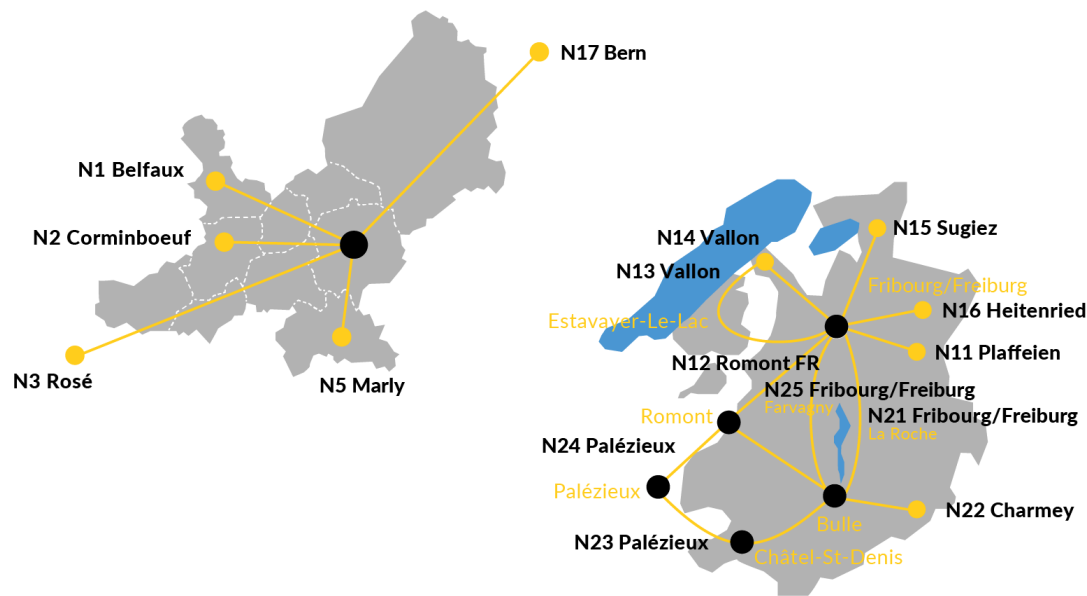 N17 Bern
N1 Belfaux
N2 Corminboeuf
N3 Rosé
N5 Marly
N14 Vallon
N15 Sugiez
N13 Vallon
Fribourg/Freiburg
N16 Heitenried
Estavayer-Le-Lac
N11 Plaffeien
N12 Romont FR
N25 Fribourg/Freiburg
Farvagny
Romont
N21 Fribourg/Freiburg
La Roche
N24 Palézieux
Palézieux
N22 Charmey
Bulle
N23 Palézieux
Châtel-St-Denis